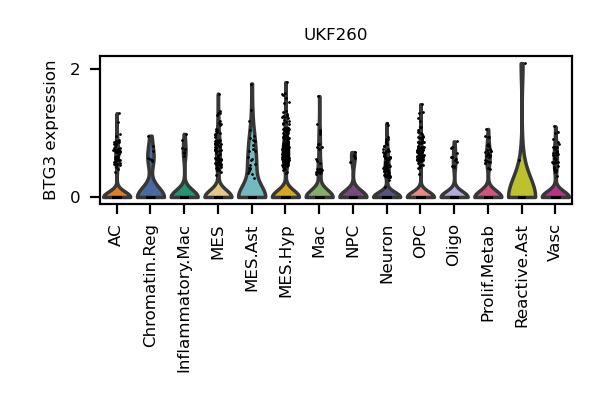 UKF260
BTG3 expression
2
0
AC
Chromatin.Reg
Inflammatory.Mac
MES
MES.Ast
MES.Hyp
Mac
NPC
Neuron
OPC
Oligo
Prolif.Metab
Reactive.Ast
Vasc